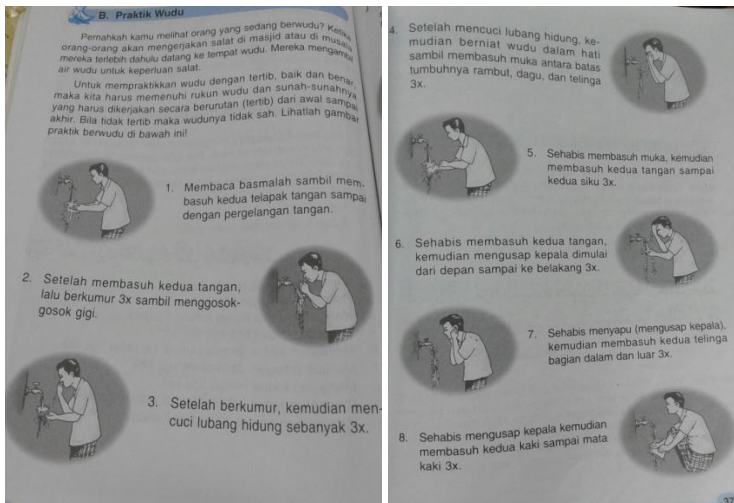 B. Praktik Wudu
Pernahkah kamu melihat orang yang sedang berwudu? Ketika
orang-orang akan mengerjakan salat di masjid atau di musala
mereka terlebih dahulu datang ke tempat wudu. Mereka mengambil
air wudu untuk keperluan salat.
Untuk mempraktikkan wudu dengan tertib, baik dan benar
maka kita harus memenuhi rukun wudu dan sunah-sunahnya
yang harus dikerjakan secara berurutan (tertib) dari awal sampai
akhir. Bila tidak tertib maka wudunya tidak sah. Lihatlah gambar
praktik berwudu di bawah ini!
1. Membaca basmalah sambil mem-
basuh kedua telapak tangan sampai
dengan pergelangan tangan.
2. Setelah membasuh kedua tangan,
lalu berkumur 3x sambil menggosok-
gosok gigi.
3. Setelah berkumur, kemudian men-
cuci lubang hidung sebanyak 3x.
4. Setelah mencuci lubang hidung, ke-
mudian berniat wudu dalam hati
sambil membasuh muka antara batas
tumbuhnya rambut, dagu, dan telinga
3x.
5. Sehabis membasuh muka, kemudian
membasuh kedua tangan sampai
kedua siku 3x.
6. Sehabis membasuh kedua tangan,
kemudian mengusap kepala dimulai
dari depan sampai ke belakang 3x.
7. Sehabis menyapu (mengusap kepala),
kemudian membasuh kedua telinga
bagian dalam dan luar 3x.
8. Sehabis mengusap kepala kemudian
membasuh kedua kaki sampai mata
kaki 3x.